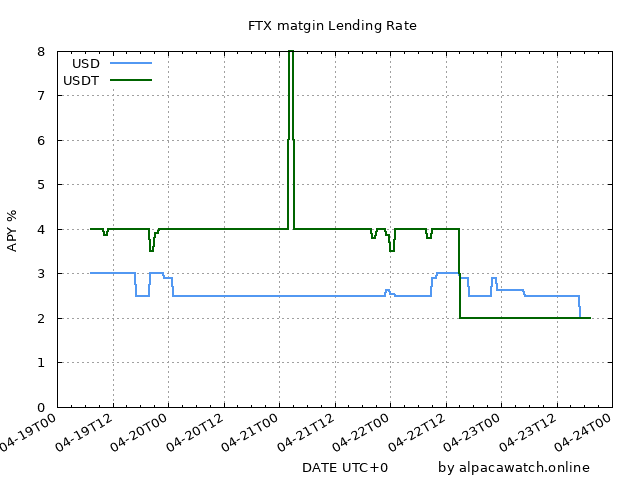 FTX matgin Lending Rate
USD
USDT
8
7
6
5
4
3
2
1
0
APY %
04-19T00
04-19T12
04-20T00
04-20T12
04-21T00
04-21T12
04-22T00
04-22T12
04-23T00
04-23T12
04-24T00
DATE UTC+0 by alpacawatch.online